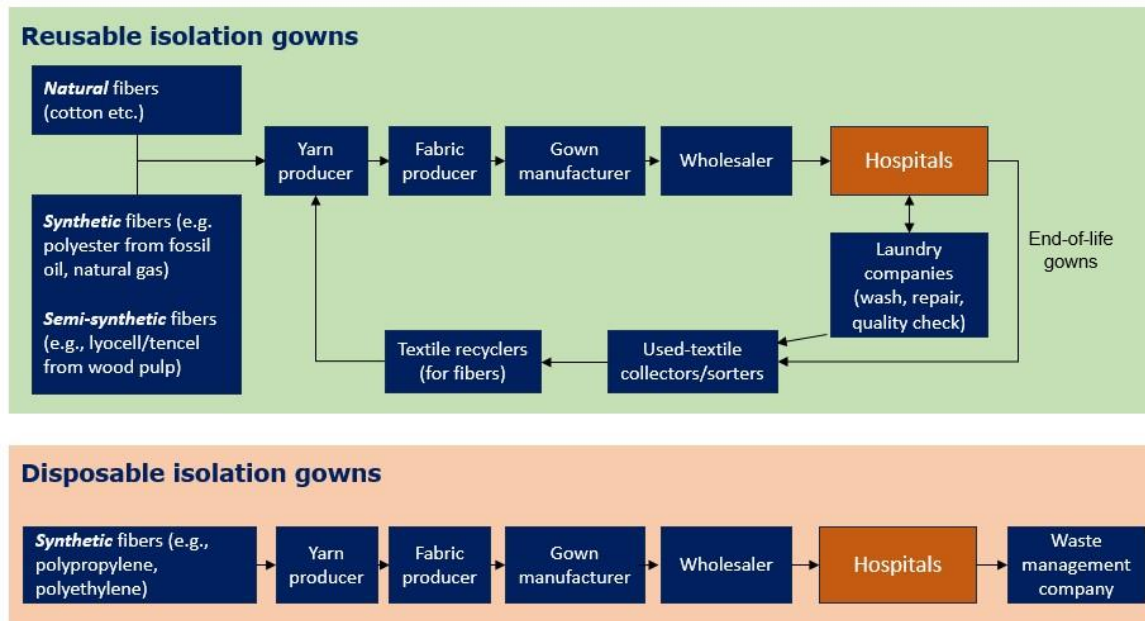 Reusable isolation gowns
Natural fibers
(cotton etc.)
Synthetic fibers (e.g.
polyester from fossil
oil, natural gas)
Semi-synthetic fibers
(e.g., lyocell/tencel
from wood pulp)
Yarn
producer
Fabric
producer
Gown
manufacturer
Wholesaler
Hospitals
End-of-life
gowns
Laundry
companies
(wash, repair,
quality check)
Used-textile
collectors/sorters
Textile recyclers
(for fibers)
Disposable isolation gowns
Synthetic fibers (e.g.,
polypropylene,
polyethylene)
Yarn
producer
Fabric
producer
Gown
manufacturer
Wholesaler
Hospitals
Waste
management
company